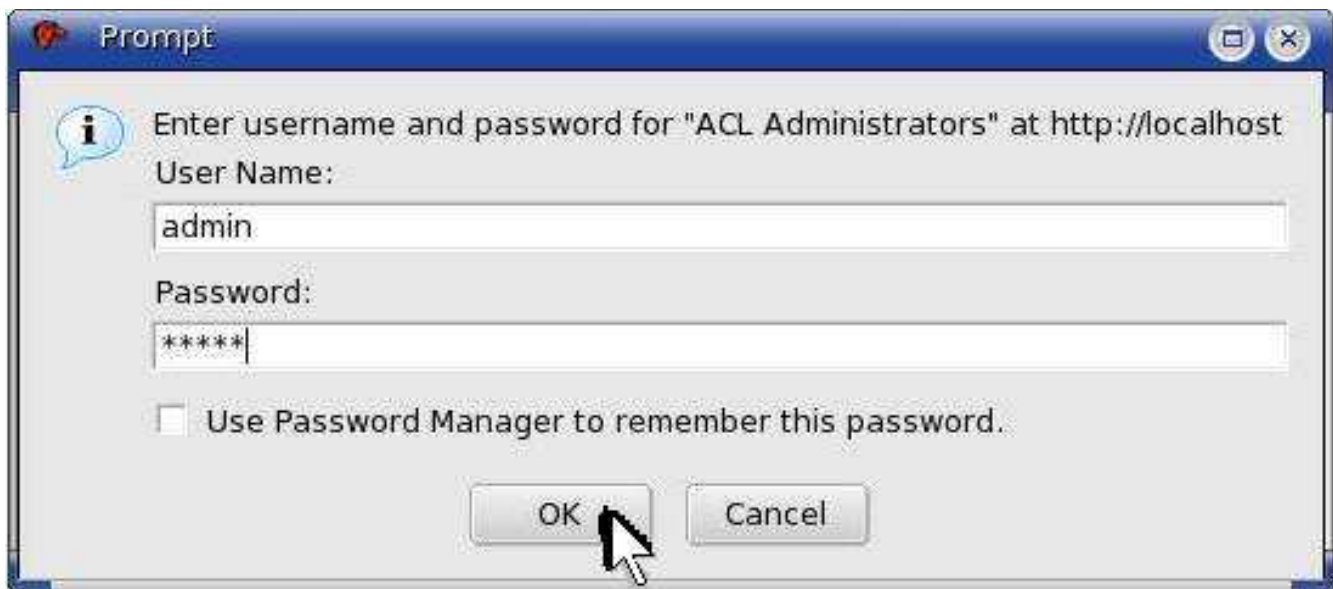 Prompt
Enter username and password for "ACL Administrators" at http://localhost
User Name:
admin
Password:
*****
Use Password Manager to remember this password.
OK
Cancel